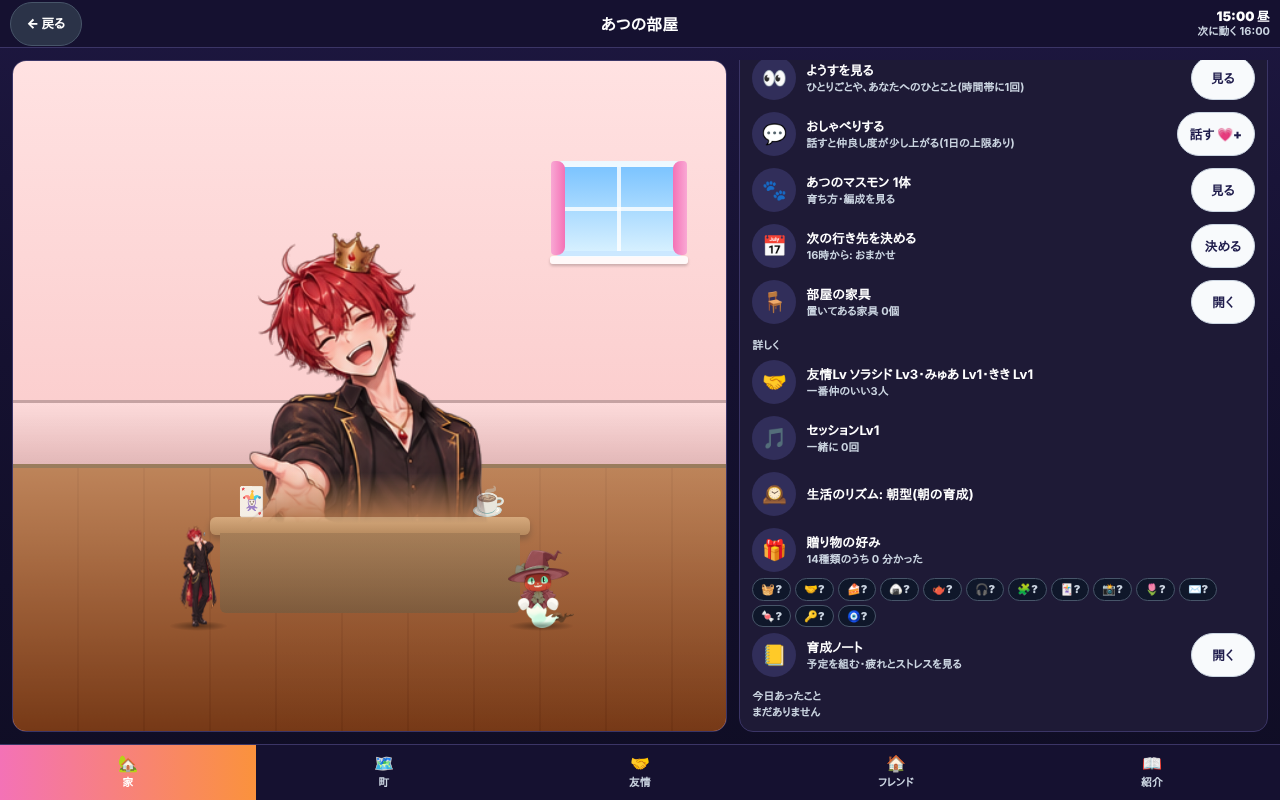 ← 戻る
あつの部屋
15:00 昼
次に動く 16:00
ようすを見る
ひとりごとや、あなたへのひとこと(時間帯に1回)
見る
おしゃべりする
話すと仲良し度が少し上がる(1日の上限あり)
話す 💗+
あつのマスモン 1体
育ち方・編成を見る
見る
次の行き先を決める
16時から: おまかせ
決める
部屋の家具
置いてある家具 0個
開く
詳しく
友情Lv ソラシド Lv3・みゅあ Lv1・きき Lv1
一番仲のいい3人
セッションLv1
一緒に 0回
生活のリズム: 朝型(朝の育成)
贈り物の好み
14種類のうち 0 分かった
🧺? 🤝? 🍰? 🍙? 🫖? 🎧? 🧩? 🃏? 📸? 🌷? ✉️?
🍬? 🔑? 🧿?
育成ノート
予定を組む・疲れとストレスを見る
開く
今日あったこと
まだありません
家
町
友情
フレンド
紹介